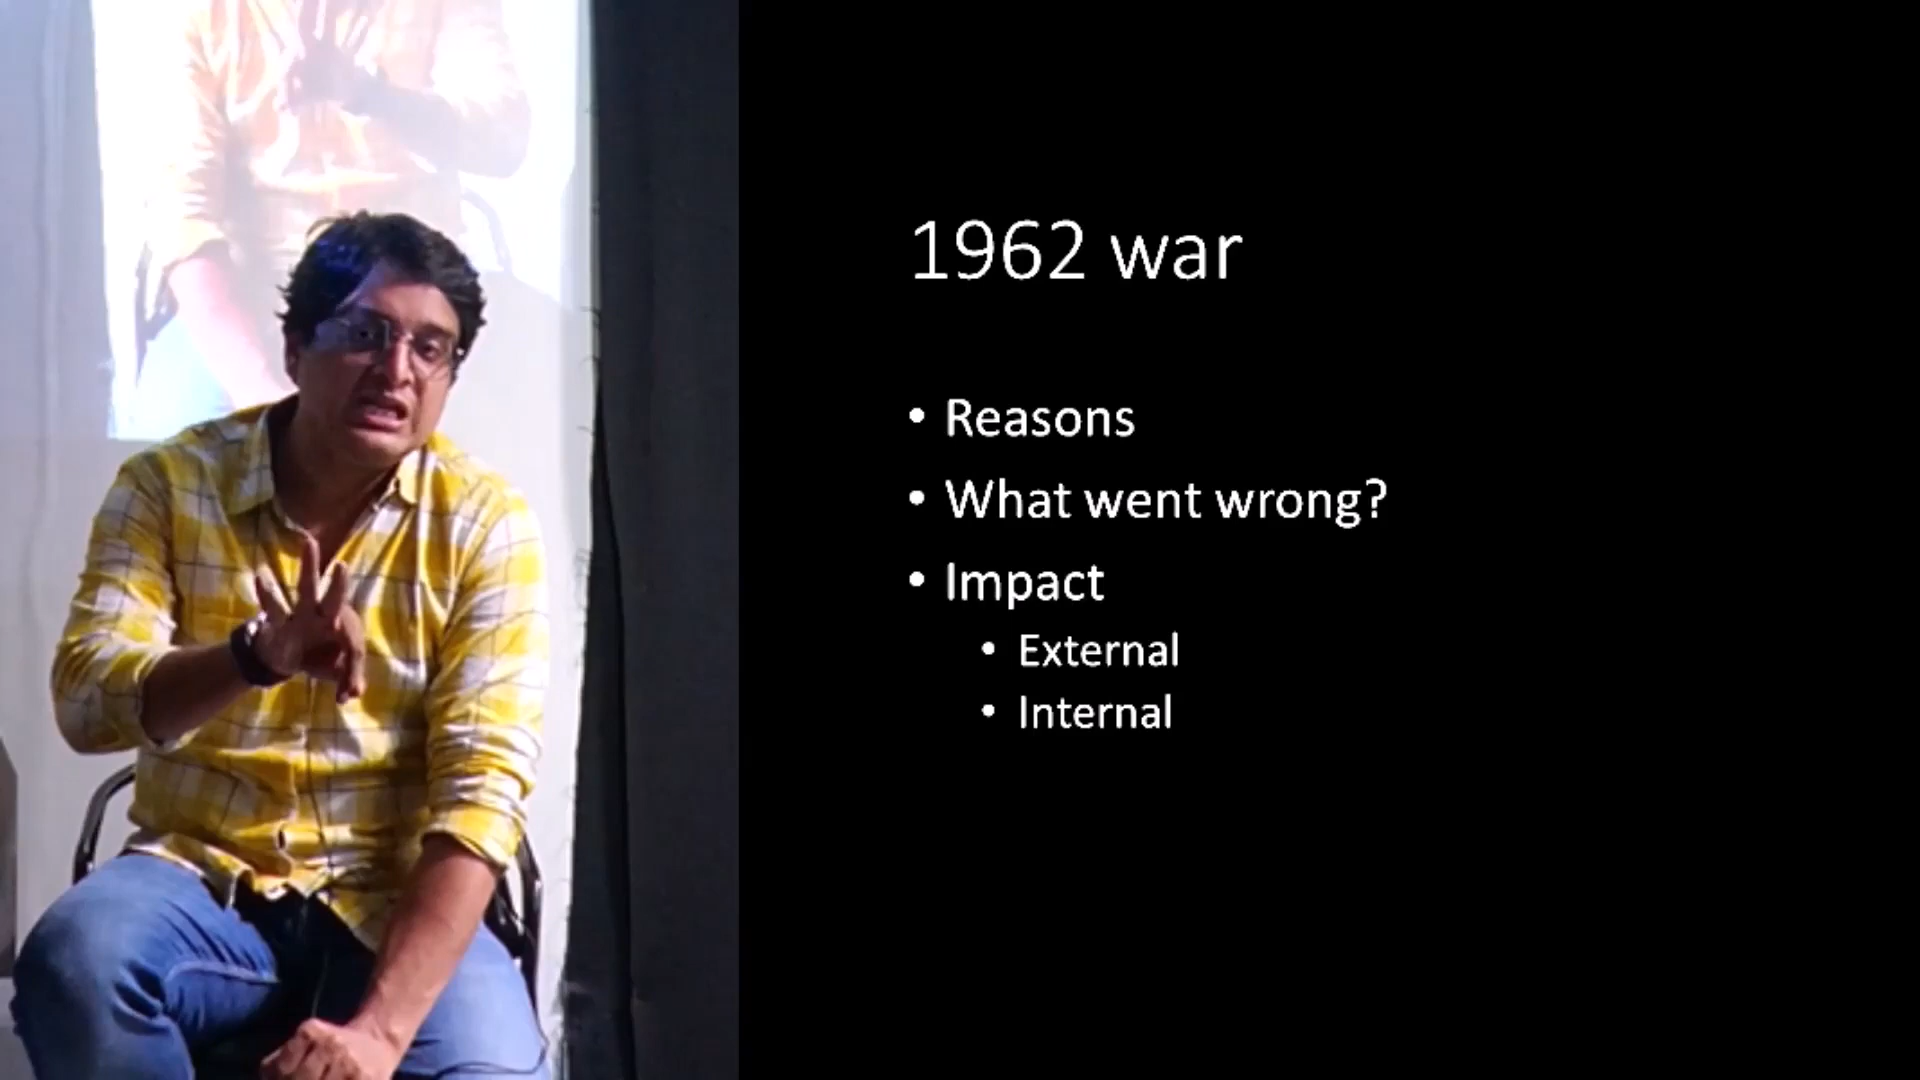 1962 war
• Reasons
• What went wrong?
• Impact
• External
• Internal